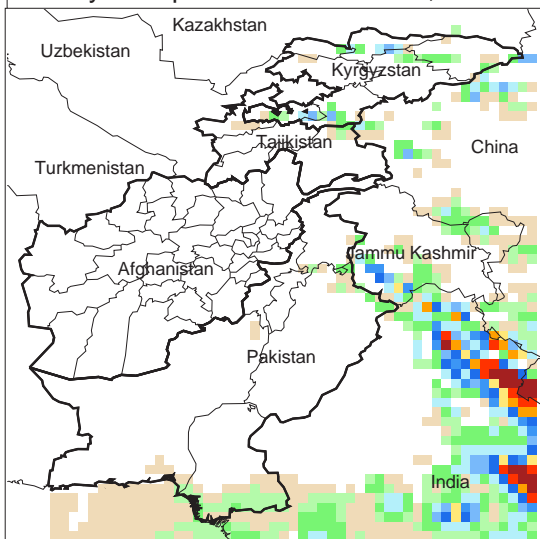 Kazakhstan
Uzbekistan
Kyrgyzstan
Tajikistan
China
Turkmenistan
Jammu Kashmir
Afghanistan
Pakistan
India